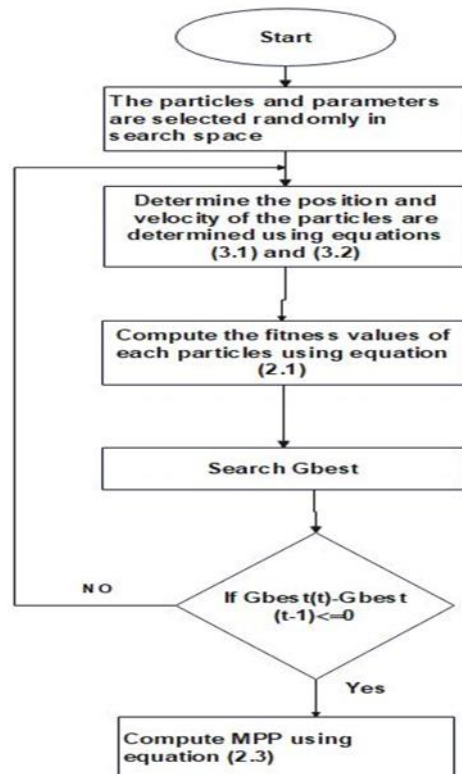 Start
The particles and parameters
are selected randomly in
search space
Determine the position and
velocity of the particles are
determined using equations
(3.1) and (3.2)
Compute the fitness values of
each particles using equation
(2.1)
Search Gbest
If Gbest(t)-Gbest
(t-1)<=0
NO
Yes
Compute MPP using
equation (2.3)